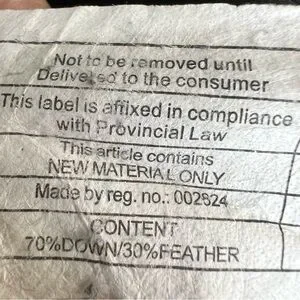 Not to be removed until
Delivered to the consumer
This label is affixed in compliance
with Provincial Law
This article contains
NEW MATERIAL ONLY
Made by reg. no.: 002824
CONTENT
70%DOWN/30%FEATHER